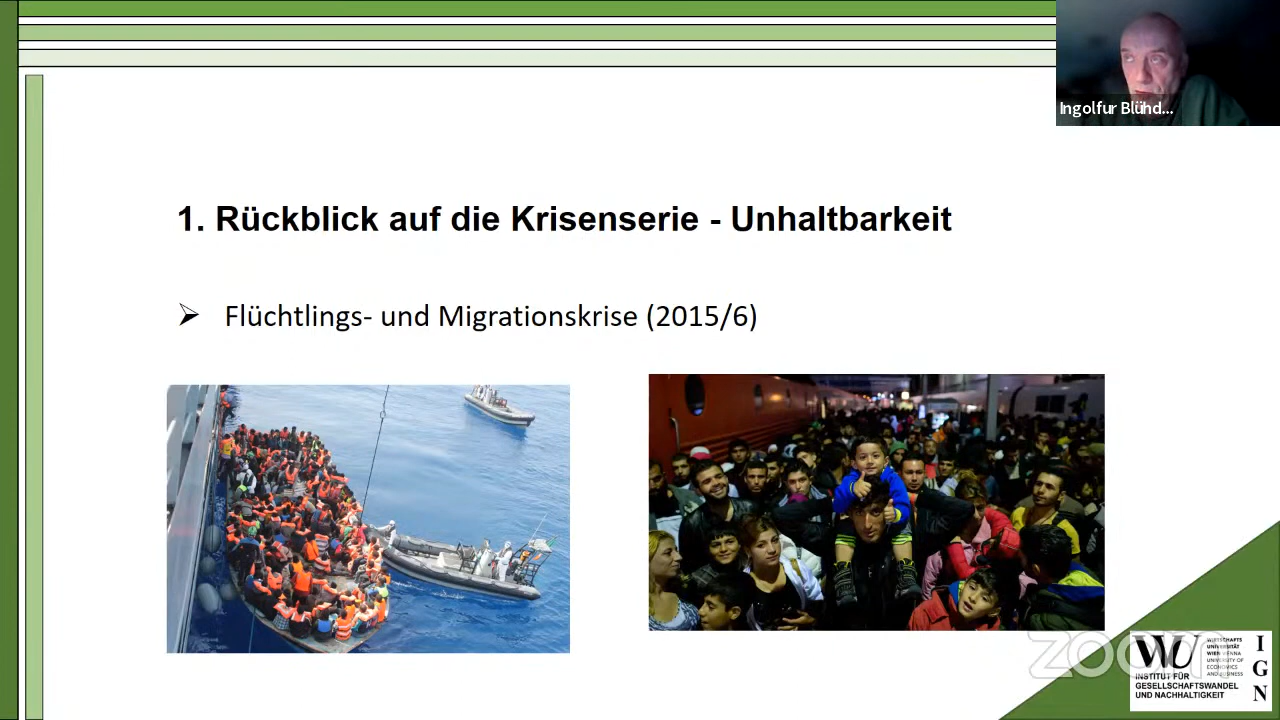 Ingolfur Blühd...
1. Rückblick auf die Krisenserie - Unhaltbarkeit
➢ Flüchtlings- und Migrationskrise (2015/6)
zoom
WU
WIRTSCHAFTS
UNIVERSITÄT
WIEN VIENNA
UNIVERSITY OF
ECONOMICS
AND BUSINESS
INSTITUT FÜR
GESELLSCHAFTSWANDEL
UND NACHHALTIGKEIT
I
G
N